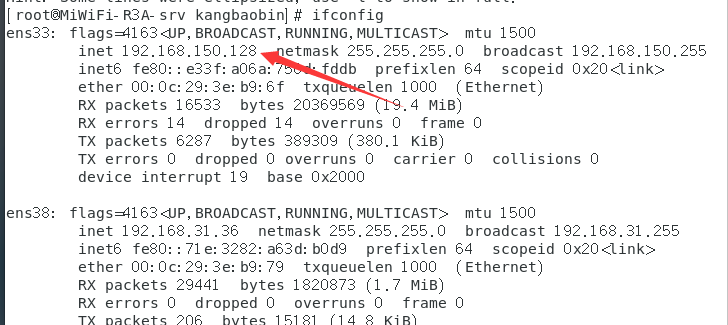 [root@MiWiFi-R3A-srv kangbaobin]# ifconfig
ens33: flags=4163<UP,BROADCAST,RUNNING,MULTICAST>  mtu 1500
        inet 192.168.150.128  netmask 255.255.255.0  broadcast 192.168.150.255
        inet6 fe80::e33f:a06a: fddb  prefixlen 64  scopeid 0x20<link>
        ether 00:0c:29:3e:b9:6f  txqueuelen 1000  (Ethernet)
        RX packets 16533  bytes 20369569 (19.4 MiB)
        RX errors 14  dropped 14  overruns 0  frame 0
        TX packets 6287  bytes 389309 (380.1 KiB)
        TX errors 0  dropped 0 overruns 0  carrier 0  collisions 0
        device interrupt 19  base 0x2000
ens38: flags=4163<UP,BROADCAST,RUNNING,MULTICAST>  mtu 1500
        inet 192.168.31.36  netmask 255.255.255.0  broadcast 192.168.31.255
        inet6 fe80::71e:3282:a63d:b0d9  prefixlen 64  scopeid 0x20<link>
        ether 00:0c:29:3e:b9:79  txqueuelen 1000  (Ethernet)
        RX packets 29441  bytes 1820873 (1.7 MiB)
        RX errors 0  dropped 0  overruns 0  frame 0
        TX packets 206  bytes 15181 (14.8 KiB)